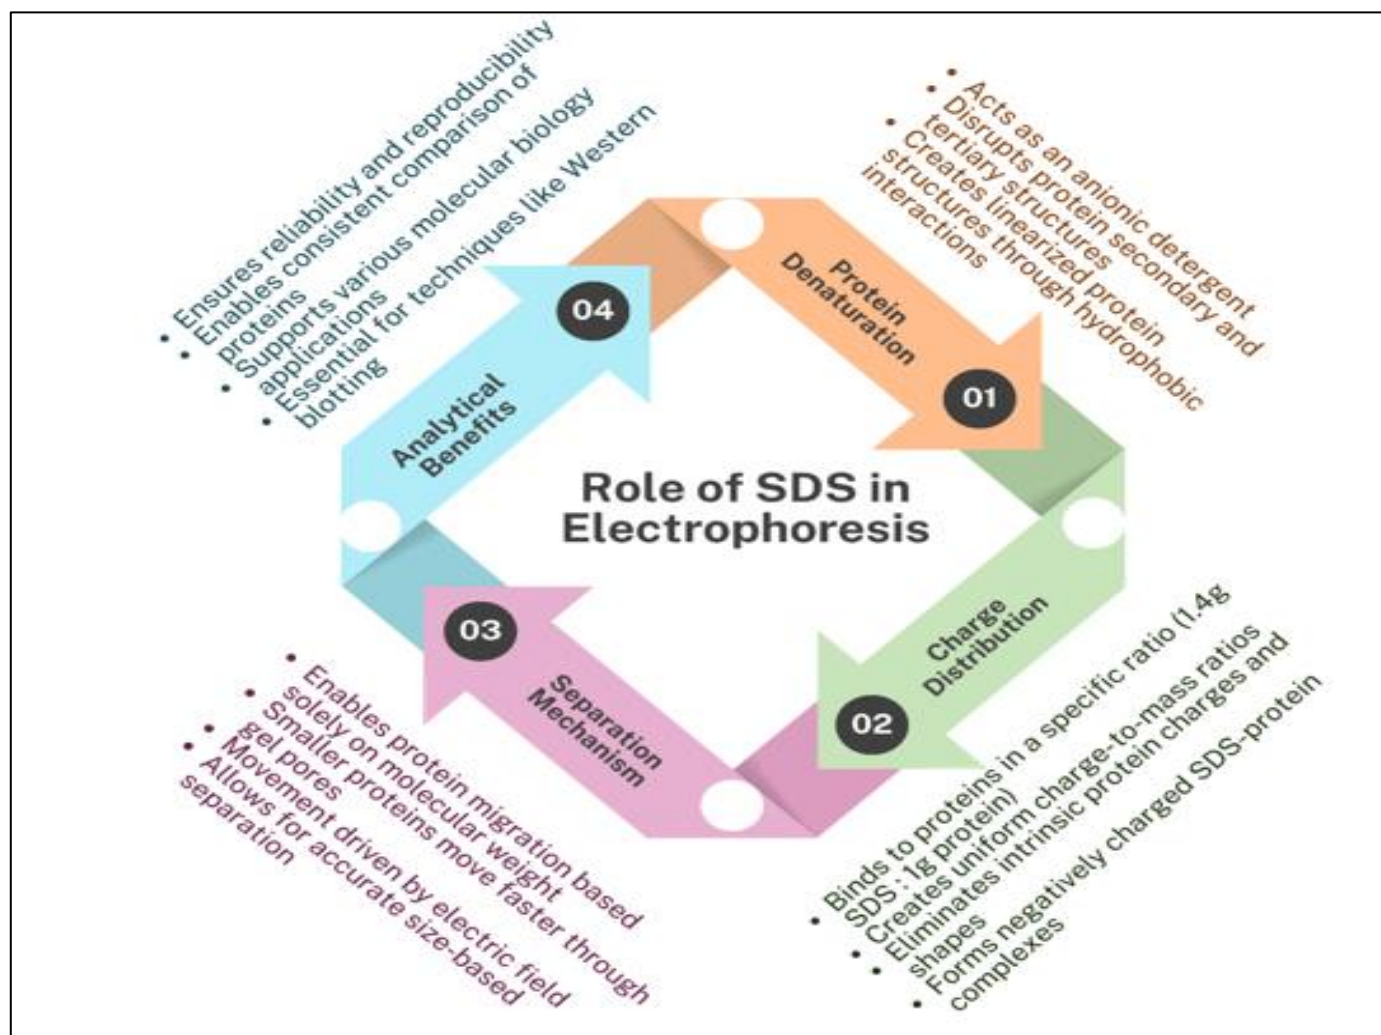 Role of SDS in
Electrophoresis
Protein
Denaturation
01
• Acts as an anionic detergent
• Disrupts protein secondary and
tertiary structures
• Creates linearized protein
structures through hydrophobic
interactions
Charge
Distribution
02
• Binds to proteins in a specific ratio (1.4g
SDS : 1g protein)
• Creates uniform charge-to-mass ratios
• Eliminates intrinsic protein charges and
shapes
• Forms negatively charged SDS-protein
complexes
Separation
Mechanism
03
• Enables protein migration based
solely on molecular weight
• Smaller proteins move faster through
gel pores
• Movement driven by electric field
• Allows for accurate size-based
separation
Analytical
Benefits
04
• Ensures reliability and reproducibility
• Enables consistent comparison of
proteins
• Supports various molecular biology
applications
• Essential for techniques like Western
blotting